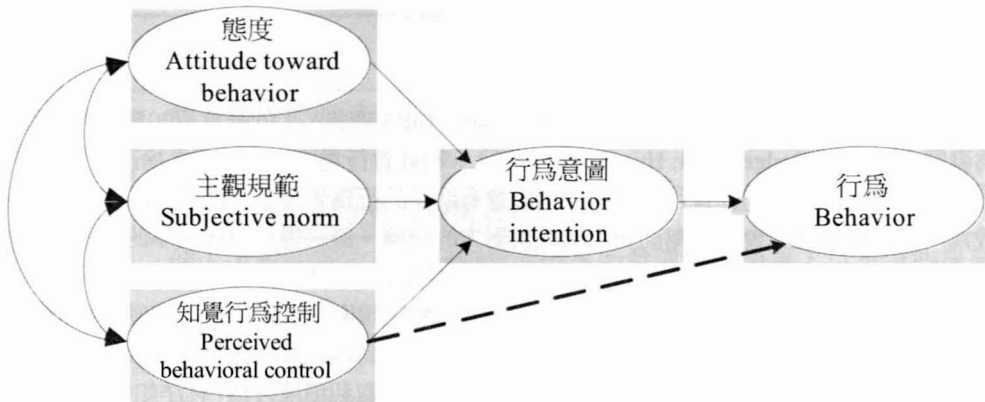 態度
Attitude toward
behavior
主觀規範
Subjective norm
知覺行爲控制
Perceived
behavioral control
行爲意圖
Behavior
intention
行爲
Behavior